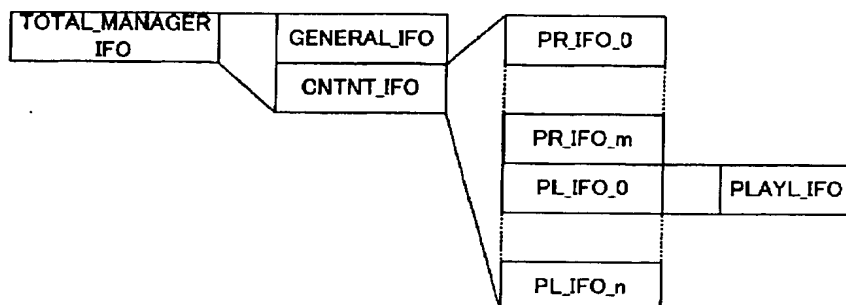 TOTAL_MANAGER
IFO
GENERAL_IFO
CNTNT_IFO
PR_IFO_0
PR_IFO_m
PL_IFO_0
PLAYL_IFO
PL_IFO_n